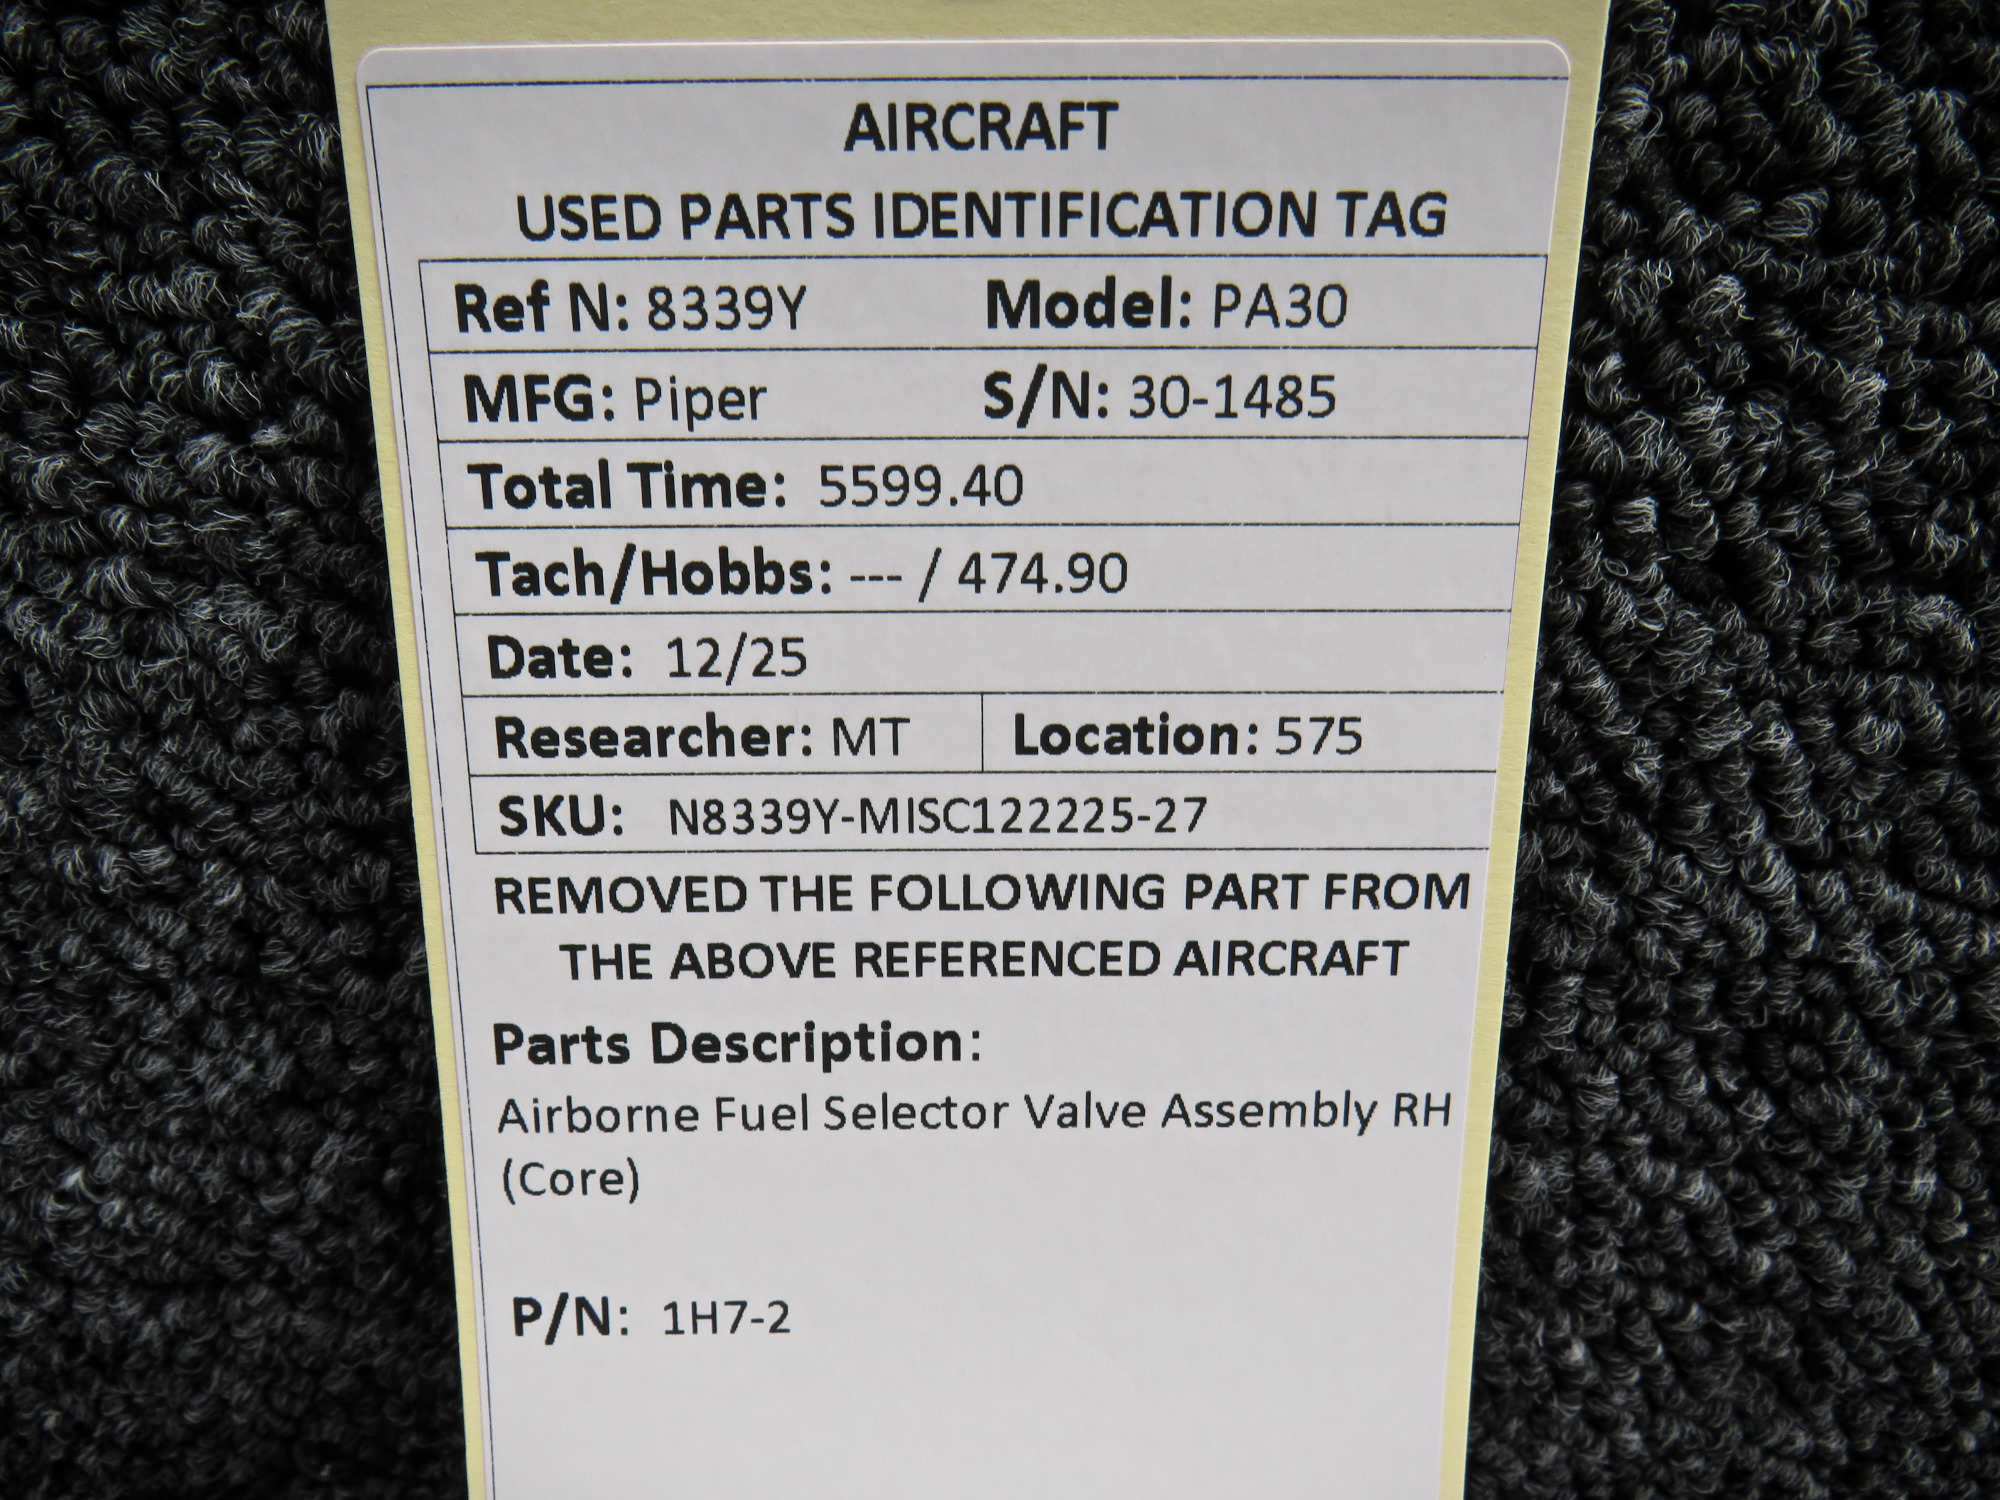 AIRCRAFT
USED PARTS IDENTIFICATION TAG
Ref N: 8339Y Model: PA30
MFG: Piper S/N: 30-1485
Total Time: 5599.40
Tach/Hobbs: --- / 474.90
Date: 12/25
Researcher: MT Location: 575
SKU: N8339Y-MISC122225-27
REMOVED THE FOLLOWING PART FROM
THE ABOVE REFERENCED AIRCRAFT
Parts Description:
Airborne Fuel Selector Valve Assembly RH
(Core)
P/N: 1H7-2